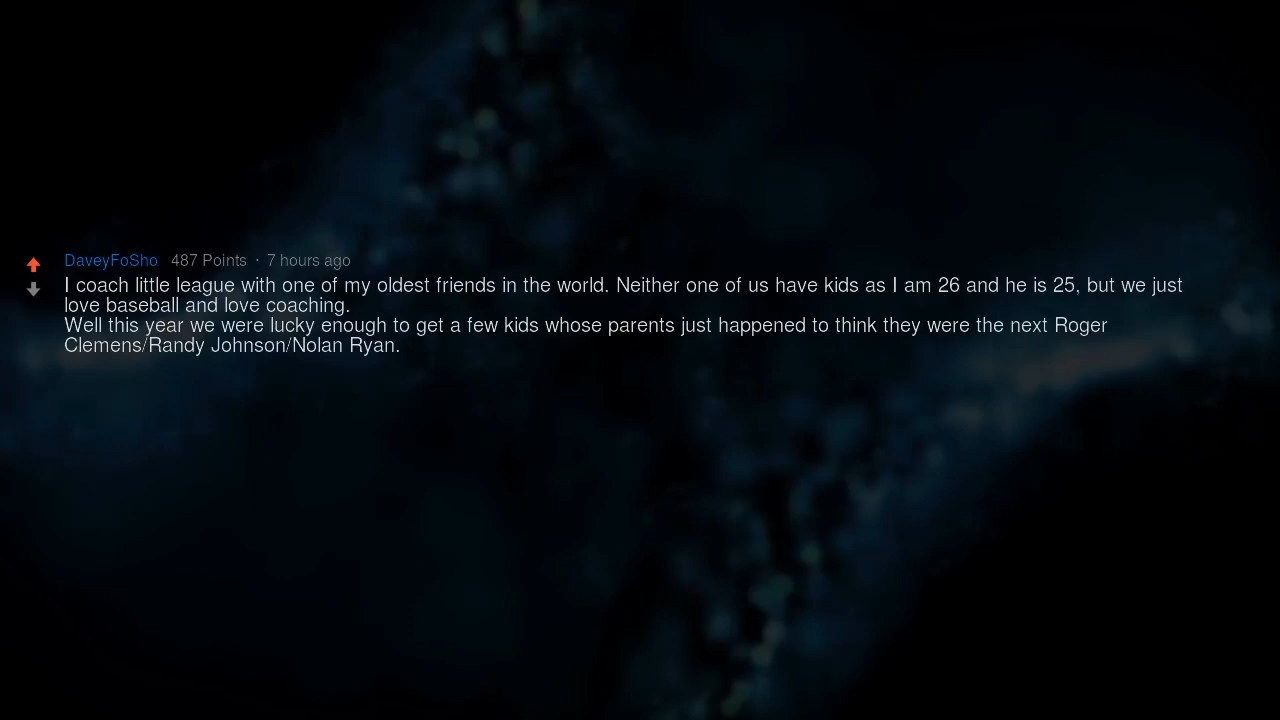 DaveyFoSho 487 Points · 7 hours ago
I coach little league with one of my oldest friends in the world. Neither one of us have kids as I am 26 and he is 25, but we just
love baseball and love coaching.
Well this year we were lucky enough to get a few kids whose parents just happened to think they were the next Roger
Clemens/Randy Johnson/Nolan Ryan.